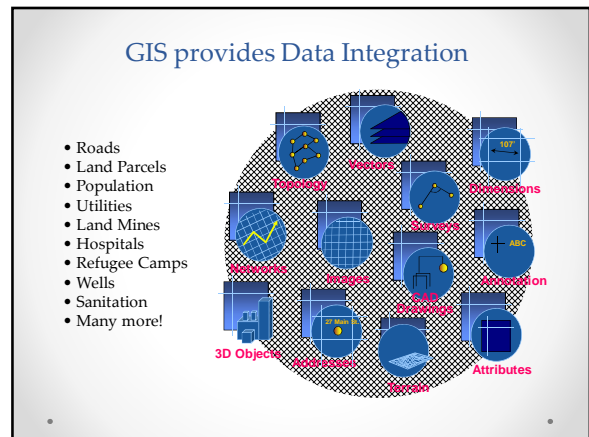 GIS provides Data Integration
• Roads
• Land Parcels
• Population
• Utilities
• Land Mines
• Hospitals
• Refugee Camps
• Wells
• Sanitation
• Many more!
Topology
Vectors
107'
Dimensions
Surveys
Networks
Images
CAD
Drawings
ABC
Annotation
3D Objects
27 Main
Addresses
Terrain
Attributes